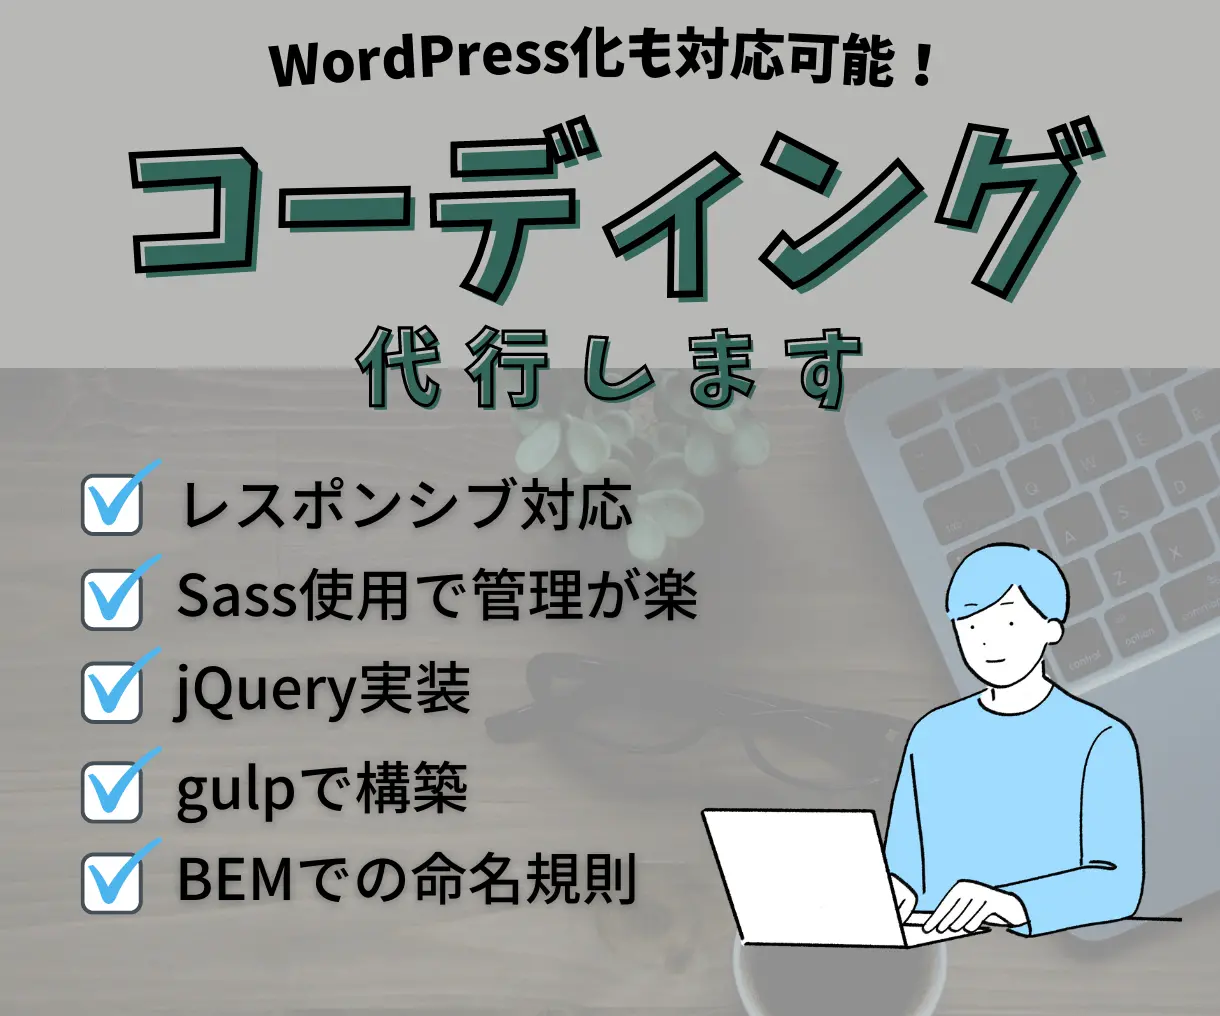 WordPress化も対応可能！
コーディング
代行します
レスポンシブ対応
Sass使用で管理が楽
jQuery実装
gulpで構築
BEMでの命名規則